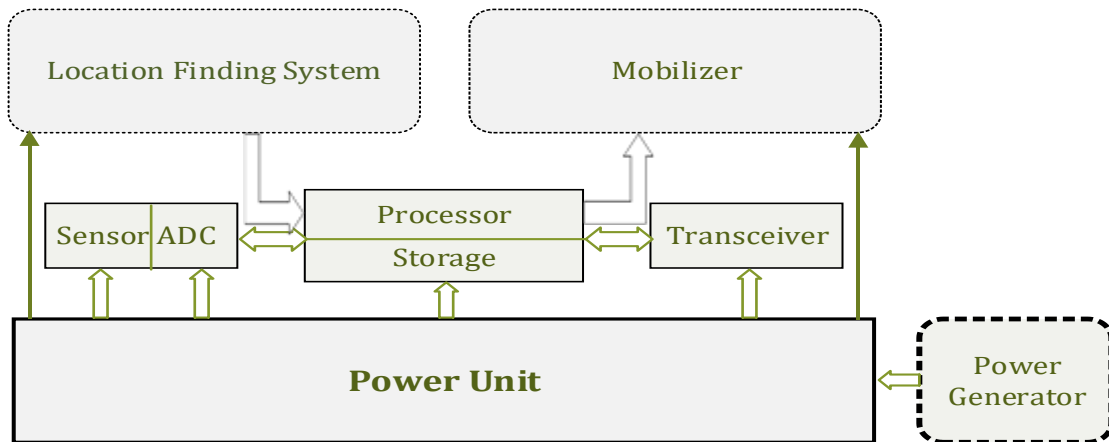 Location Finding System
Mobilizer
Sensor ADC
Processor
Storage
Transceiver
Power Unit
Power
Generator